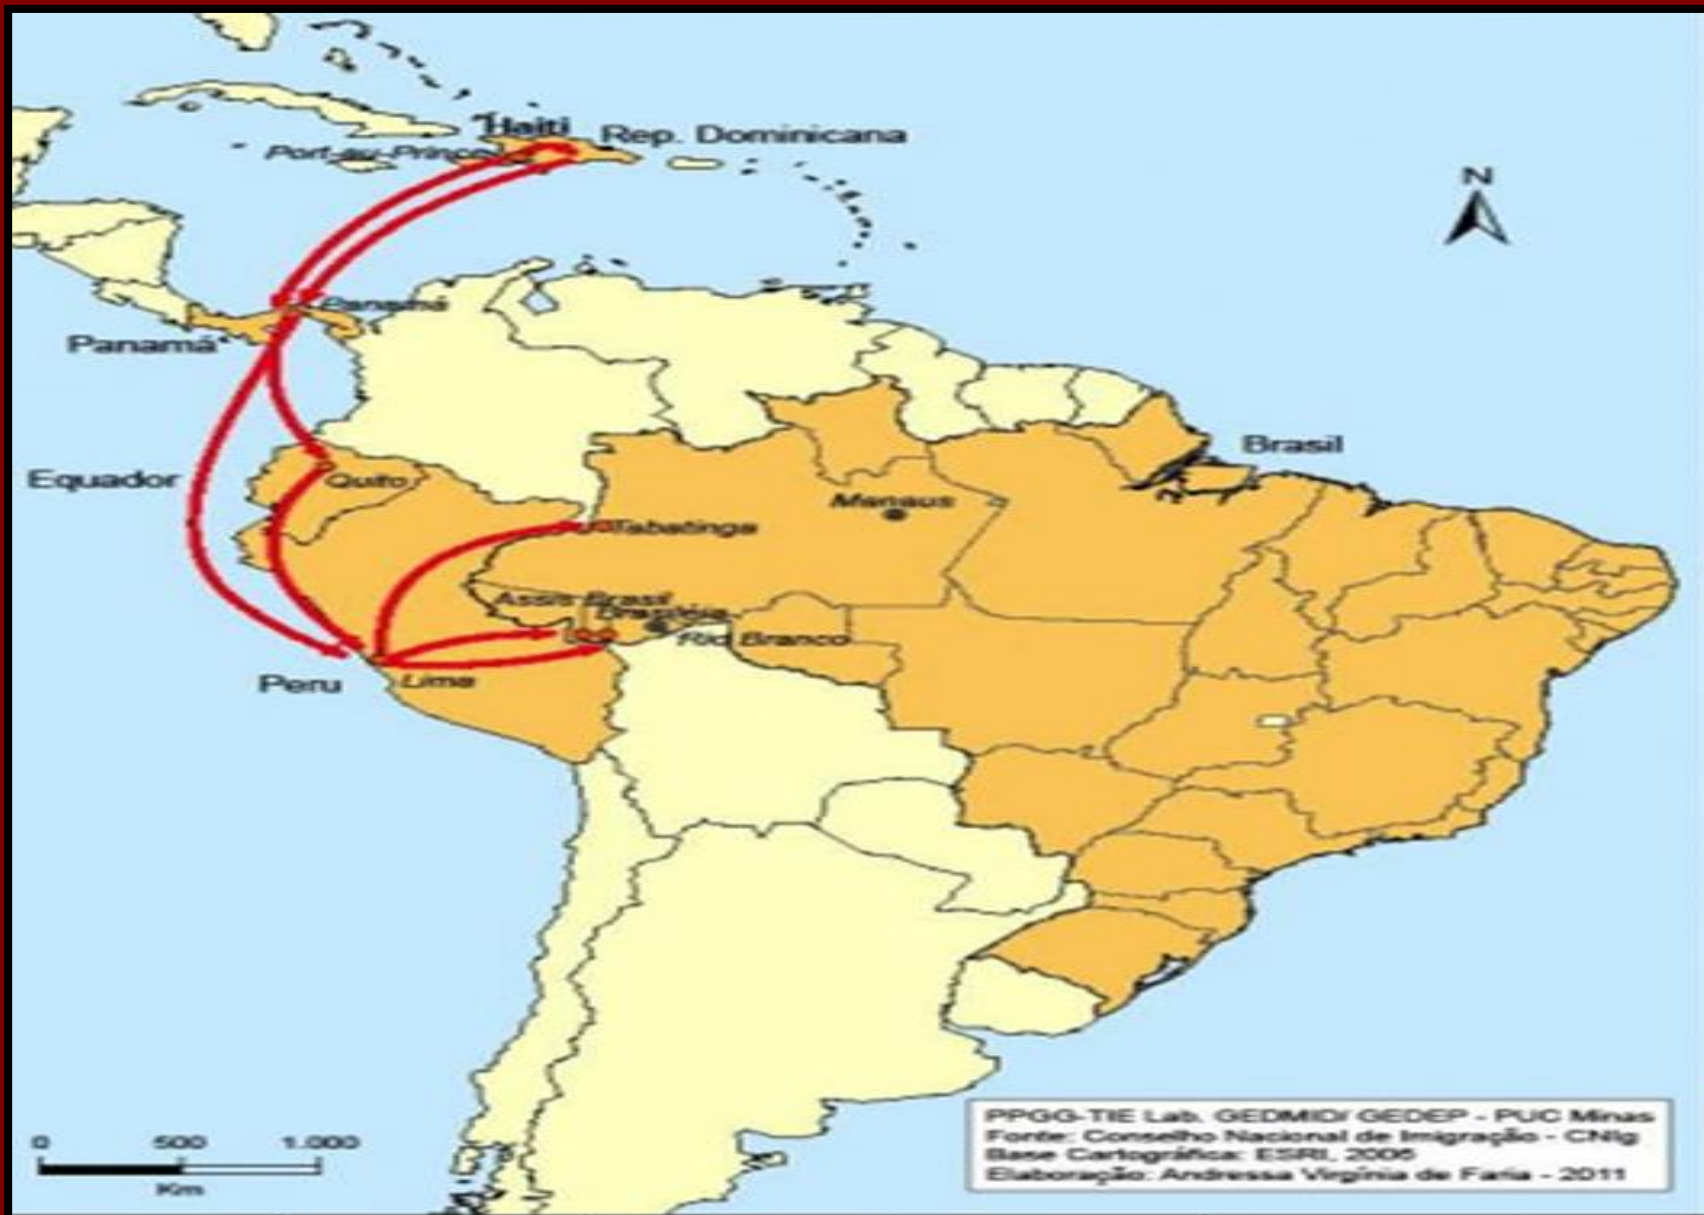 Haiti
Rep. Dominicana
Port-au-Prince
N
Panamá
Panamá
Brasil
Equador
Quito
Manaus
Tabatinga
Assis Brasil
Brasiléia
Rio Branco
Peru
Lima
PPGG-TIE Lab. GEDMID/ GEDEP - PUC Minas
Fonte: Conselho Nacional de Imigração - CNIg
Base Cartográfica: ESRI, 2006
Elaboração: Andressa Virgínia de Faria - 2011
0 500 1.000
Km